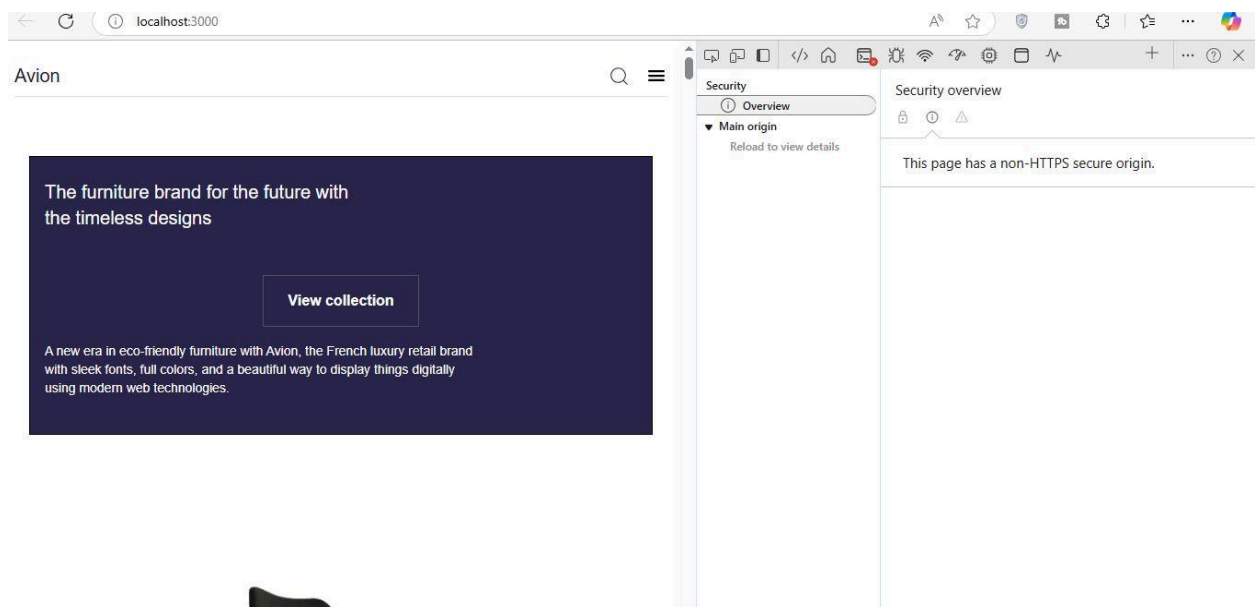 localhost:3000
Avion
The furniture brand for the future with
the timeless designs
View collection
A new era in eco-friendly furniture with Avion, the French luxury retail brand
with sleek fonts, full colors, and a beautiful way to display things digitally
using modern web technologies.
Security
Overview
Main origin
Reload to view details
Security overview
This page has a non-HTTPS secure origin.